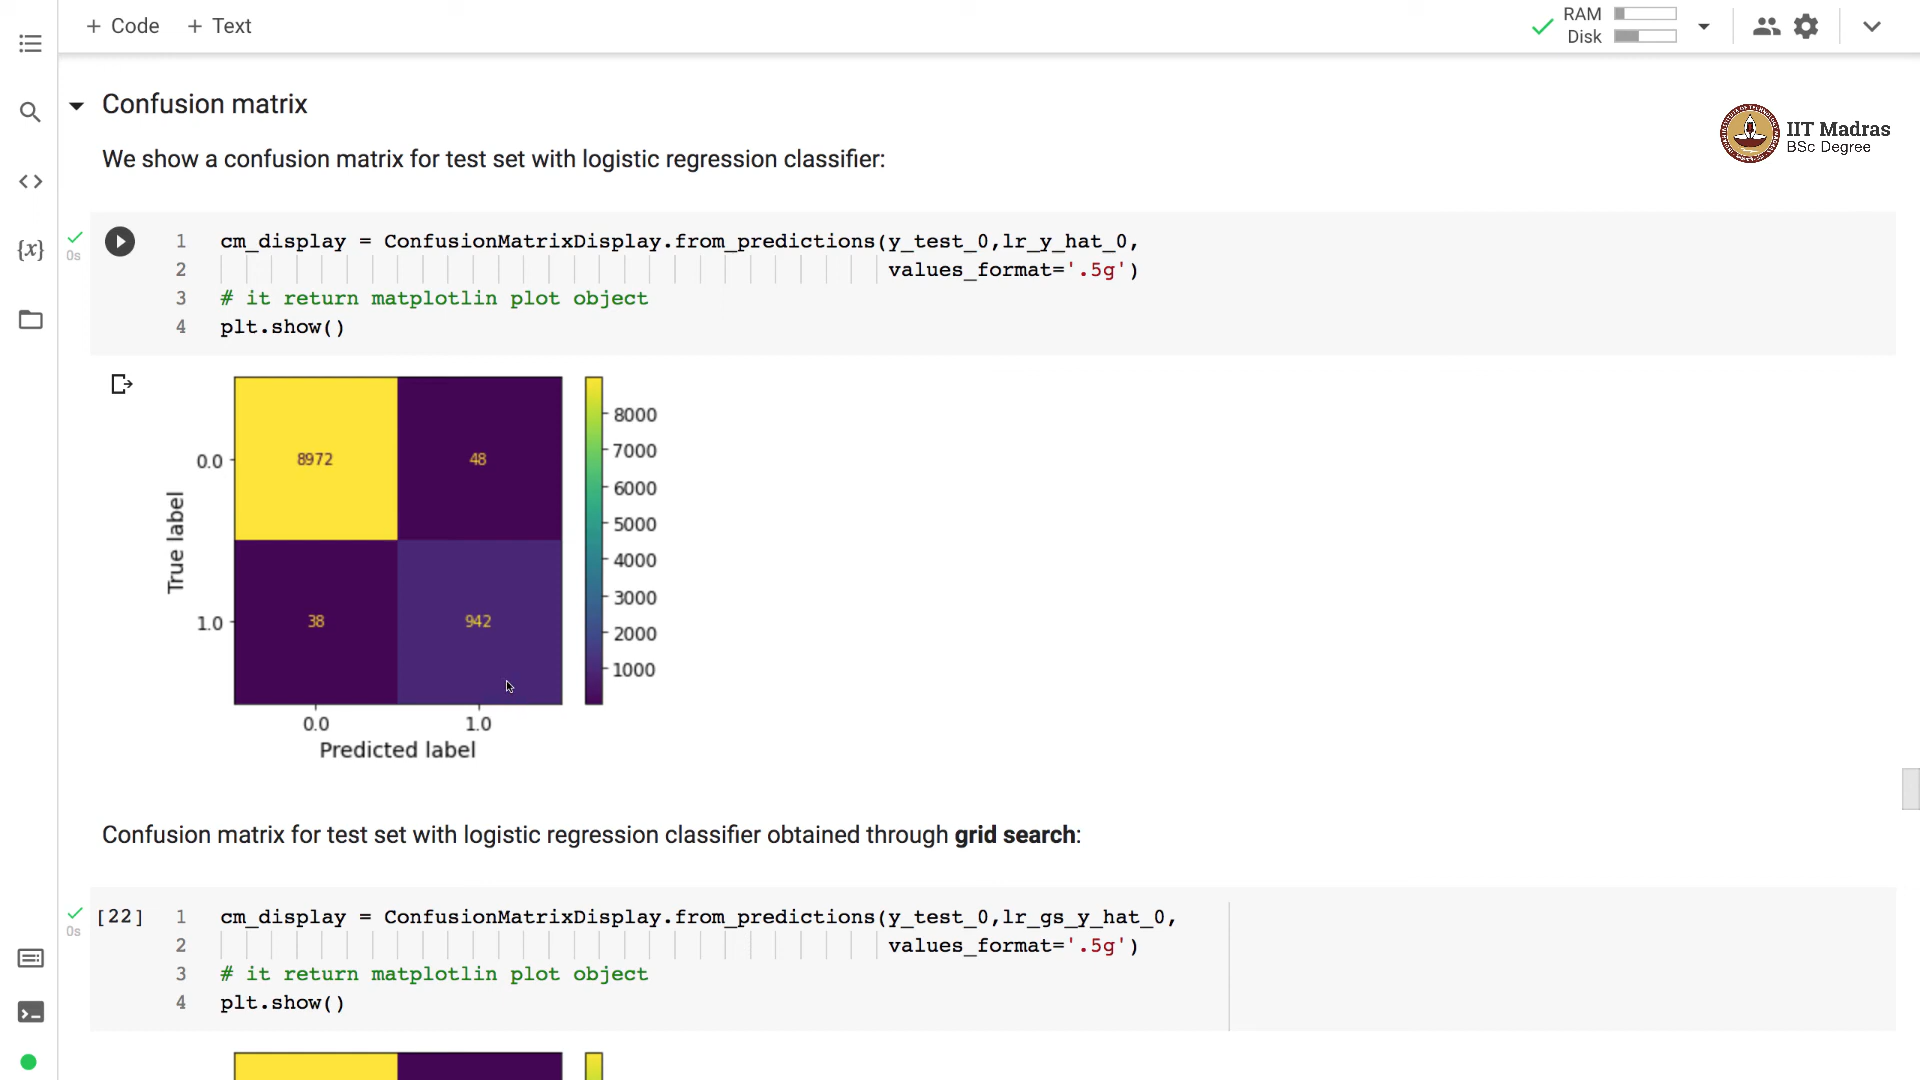 + Code + Text
RAM
Disk
Confusion matrix
IIT Madras
BSc Degree
We show a confusion matrix for test set with logistic regression classifier:
0s
1 cm_display = ConfusionMatrixDisplay.from_predictions(y_test_0,lr_y_hat_0,
2 values_format='.5g')
3 # it return matplotlin plot object
4 plt.show()
8972 48
38 942
0.0
1.0
True label
0.0 1.0
Predicted label
8000
7000
6000
5000
4000
3000
2000
1000
Confusion matrix for test set with logistic regression classifier obtained through grid search:
0s
[22] 1 cm_display = ConfusionMatrixDisplay.from_predictions(y_test_0,lr_gs_y_hat_0,
2 values_format='.5g')
3 # it return matplotlin plot object
4 plt.show()